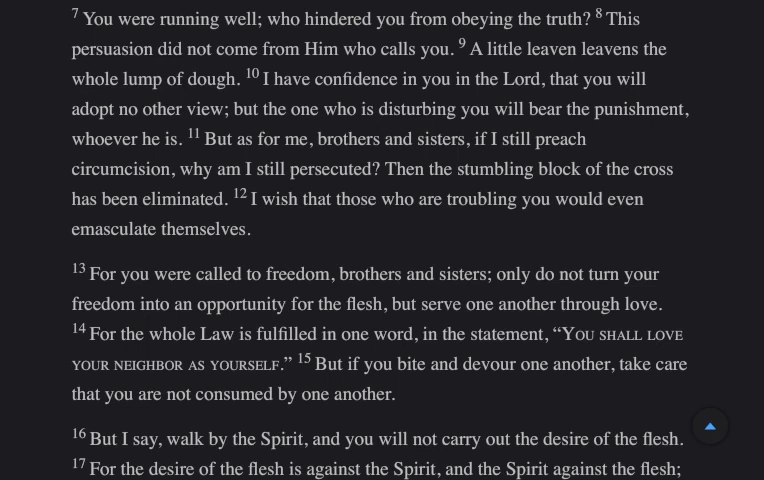 7 You were running well; who hindered you from obeying the truth? 8 This
persuasion did not come from Him who calls you. 9 A little leaven leavens the
whole lump of dough. 10 I have confidence in you in the Lord, that you will
adopt no other view; but the one who is disturbing you will bear the punishment,
whoever he is. 11 But as for me, brothers and sisters, if I still preach
circumcision, why am I still persecuted? Then the stumbling block of the cross
has been eliminated. 12 I wish that those who are troubling you would even
emasculate themselves.
13 For you were called to freedom, brothers and sisters; only do not turn your
freedom into an opportunity for the flesh, but serve one another through love.
14 For the whole Law is fulfilled in one word, in the statement, “YOU SHALL LOVE
YOUR NEIGHBOR AS YOURSELF.” 15 But if you bite and devour one another, take care
that you are not consumed by one another.
16 But I say, walk by the Spirit, and you will not carry out the desire of the flesh.
17 For the desire of the flesh is against the Spirit, and the Spirit against the flesh;